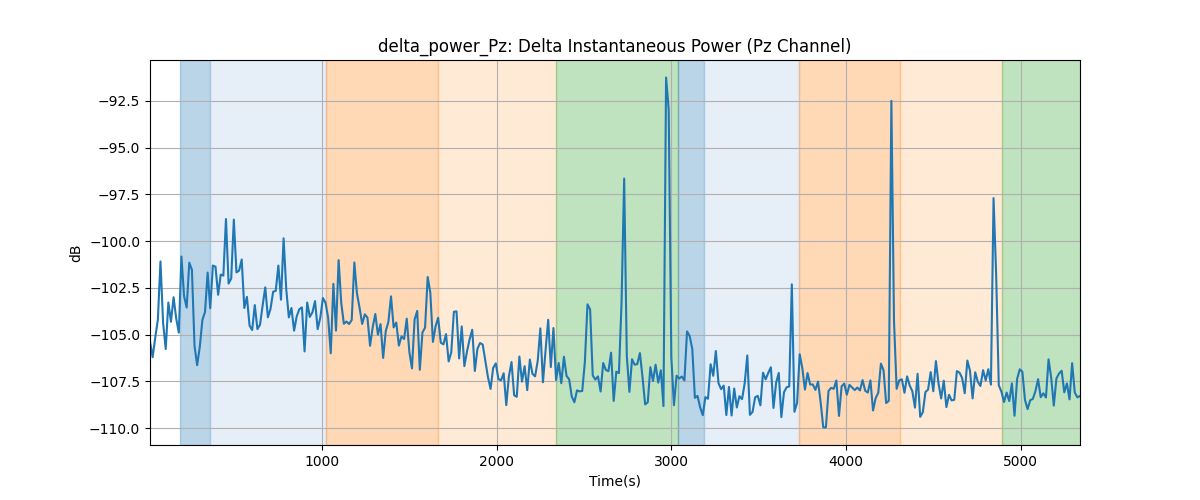 delta_power_Pz: Delta Instantaneous Power (Pz Channel)
−92.5
−95.0
−97.5
−100.0
−102.5
−105.0
−107.5
−110.0
dB
1000 2000 3000 4000 5000
Time(s)